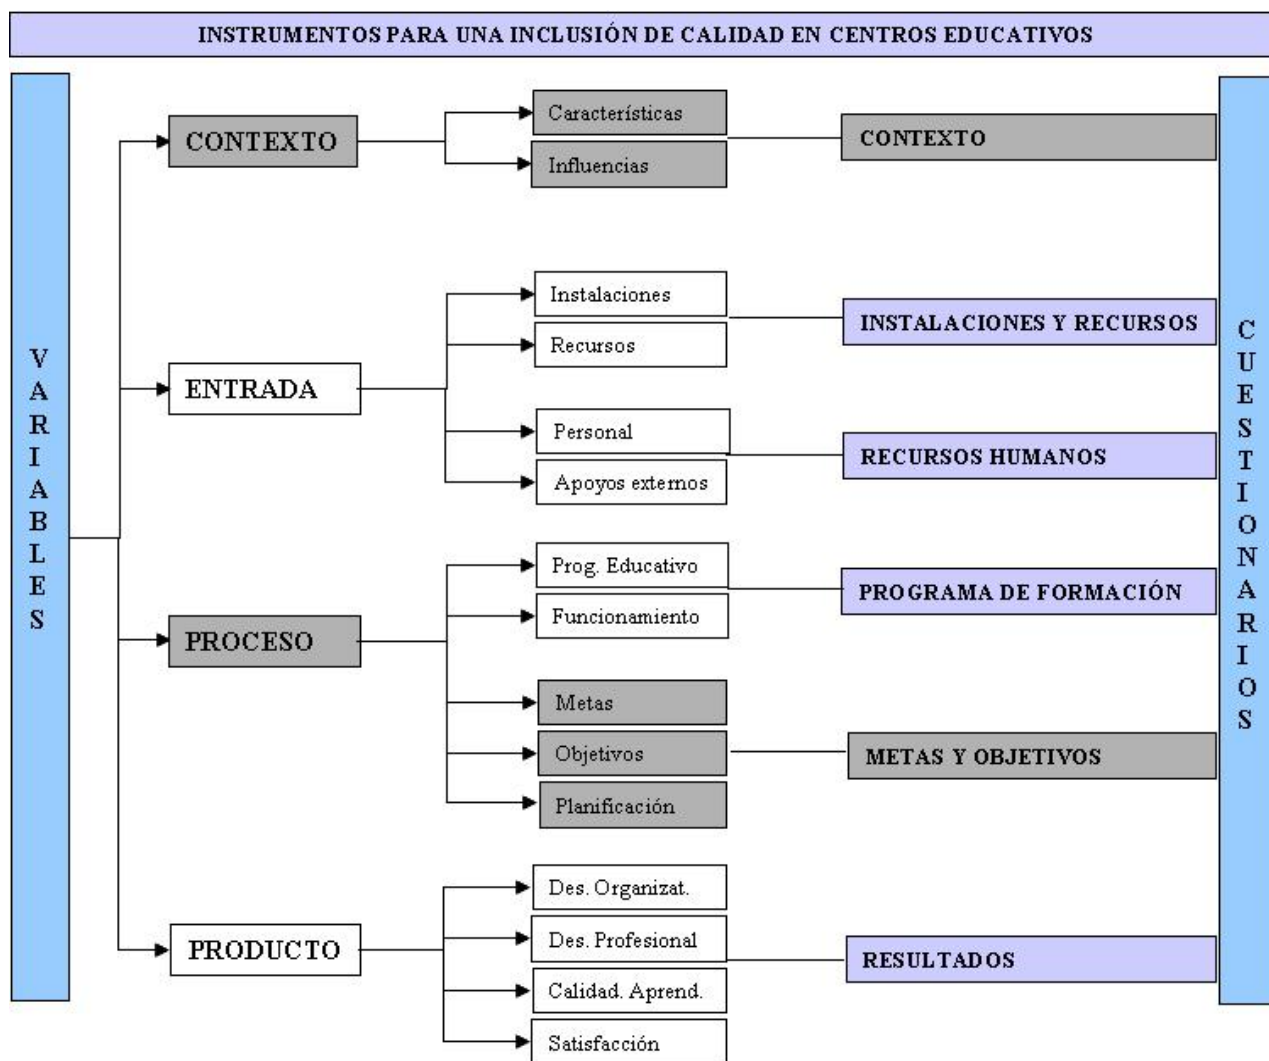 INSTRUMENTOS PARA UNA INCLUSIÓN DE CALIDAD EN CENTROS EDUCATIVOS
VARIABLES
CONTEXTO
Características
Influencias
CONTEXTO
ENTRADA
Instalaciones
Recursos
INSTALACIONES Y RECURSOS
Personal
Apoyos externos
RECURSOS HUMANOS
PROCESO
Prog. Educativo
Funcionamiento
PROGRAMA DE FORMACIÓN
Metas
Objetivos
Planificación
METAS Y OBJETIVOS
PRODUCTO
Des. Organizat.
Des. Profesional
Calidad. Aprend.
Satisfacción
RESULTADOS
CUESTIONARIOS